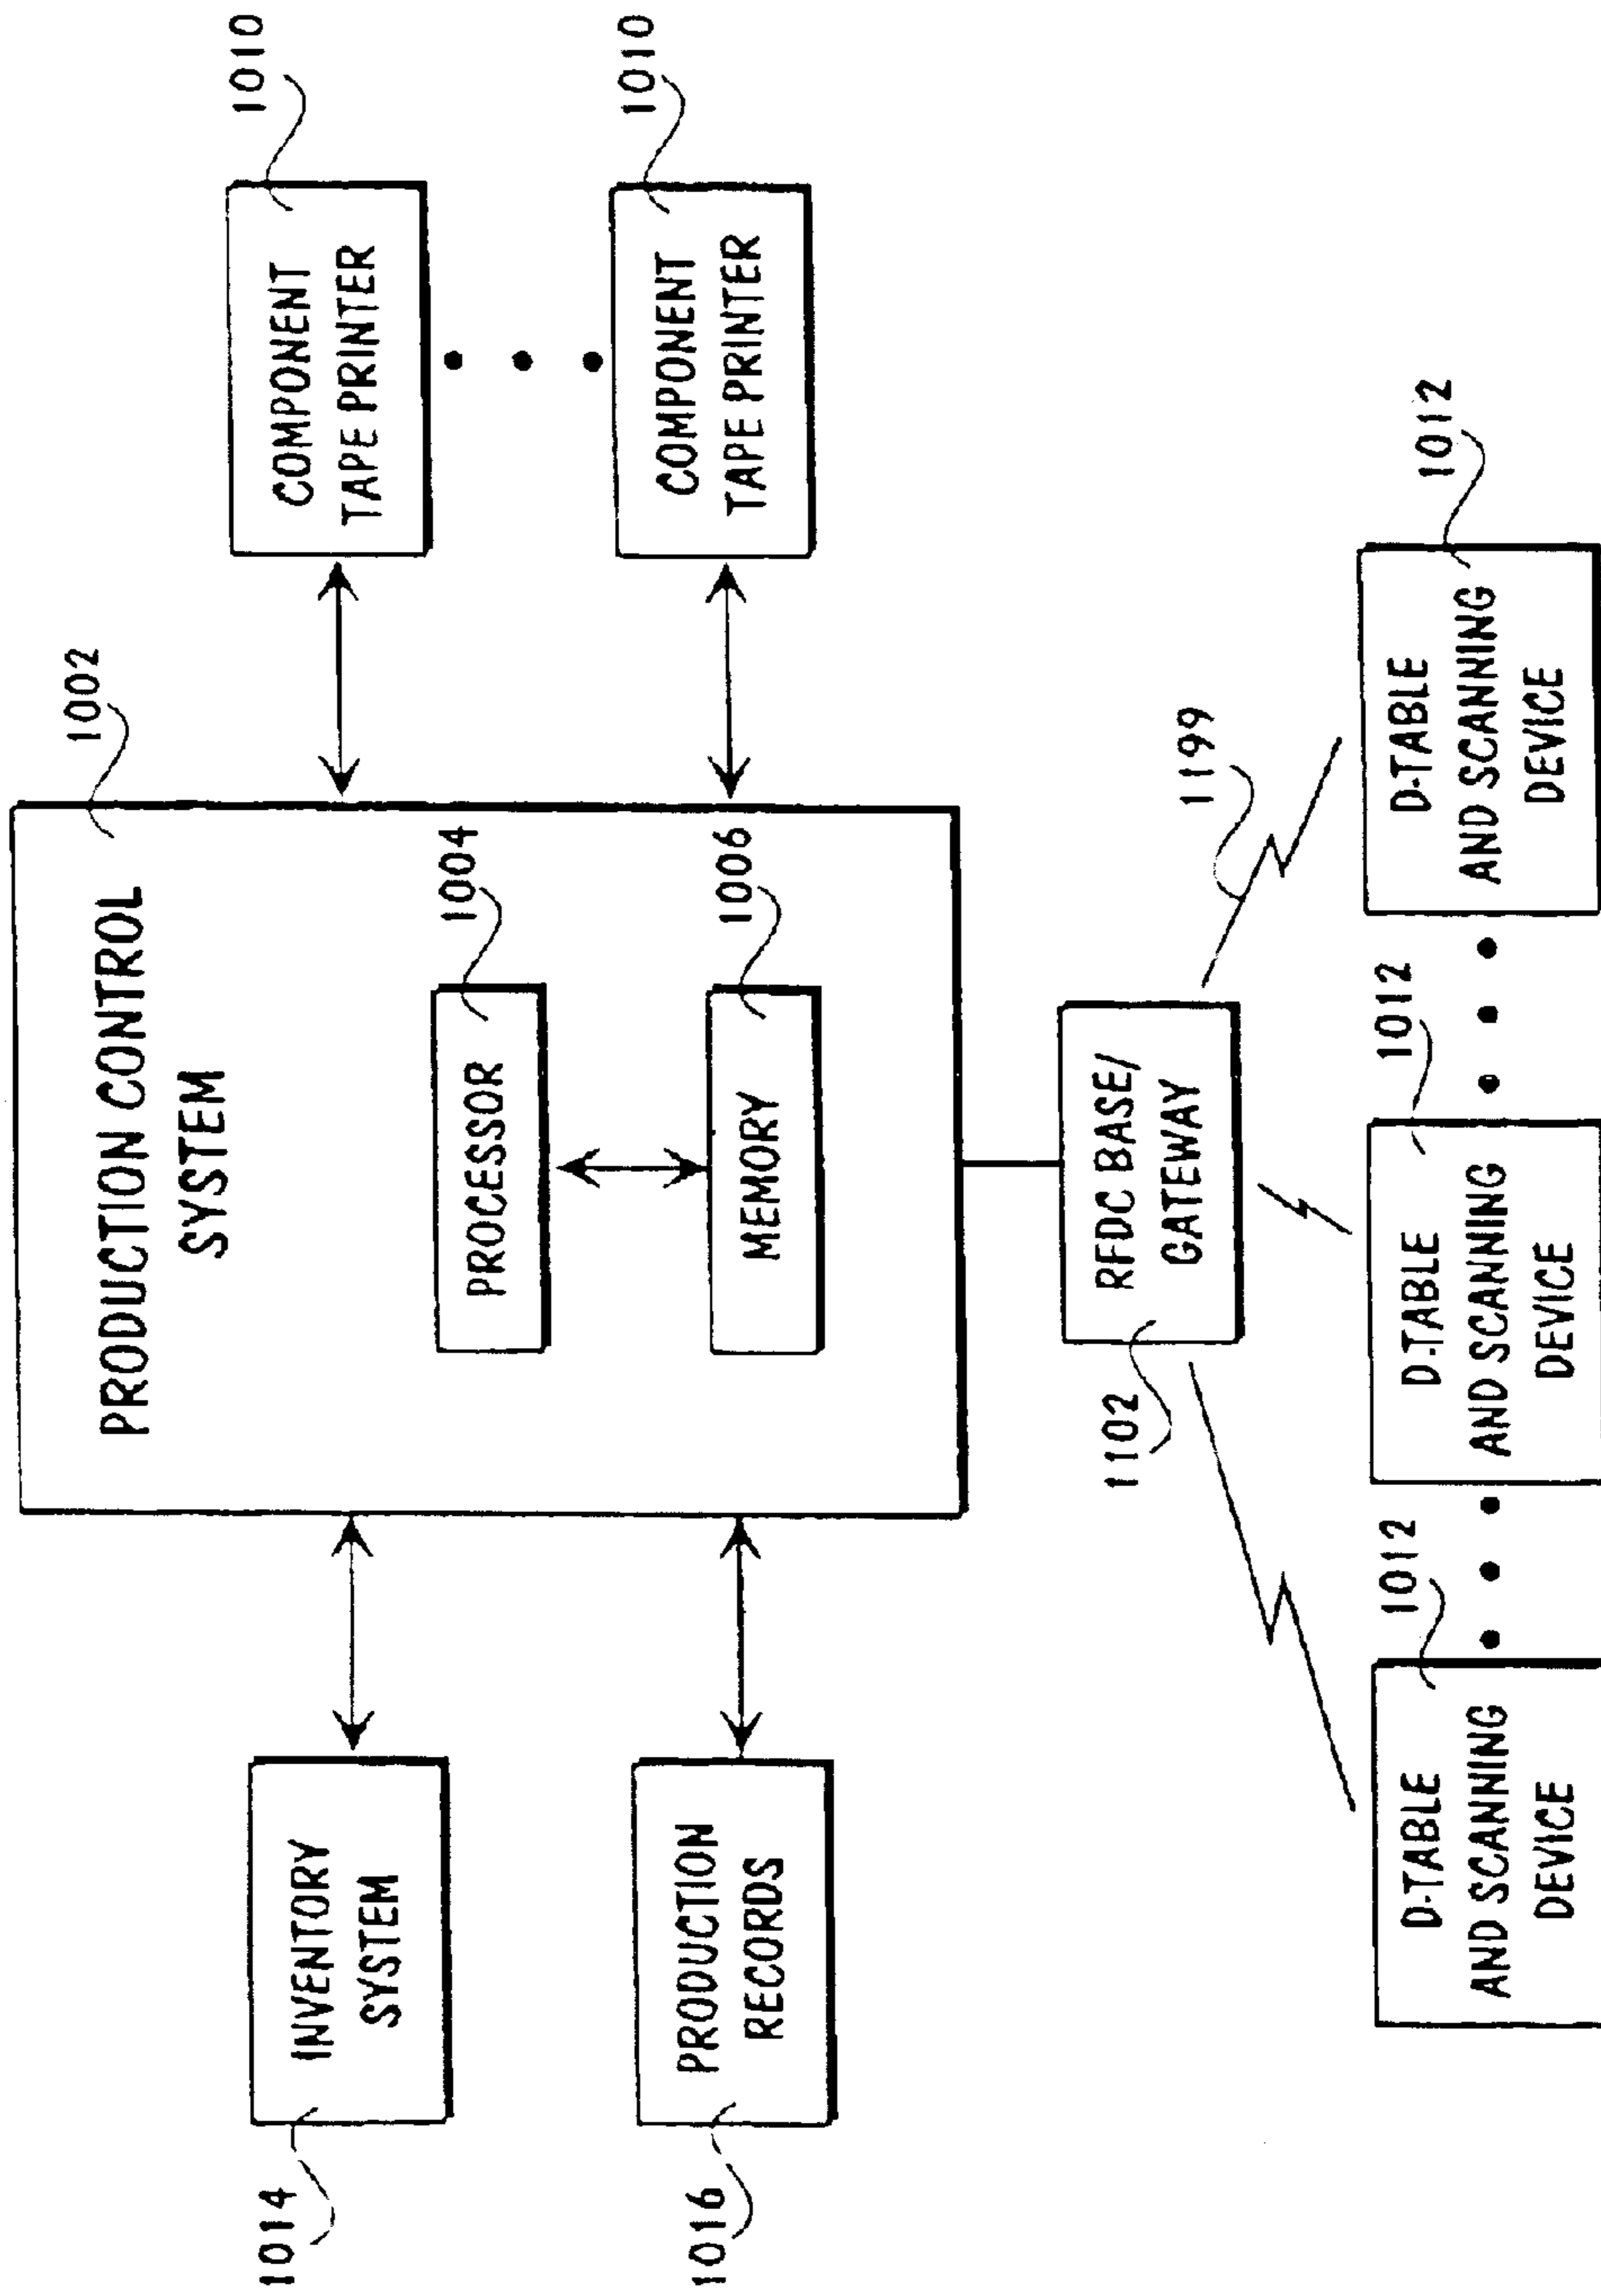 1002
PRODUCTION CONTROL
SYSTEM
PROCESSOR
1004
MEMORY
1006
INVENTORY
SYSTEM
1014
PRODUCTION
RECORDS
1016
COMPONENT
TAPE PRINTER
1010
COMPONENT
TAPE PRINTER
1010
RFDC BASE/
GATEWAY
1102
1199
D-TABLE
AND SCANNING
DEVICE
1012
D-TABLE
AND SCANNING
DEVICE
1012
D-TABLE
AND SCANNING
DEVICE
1012